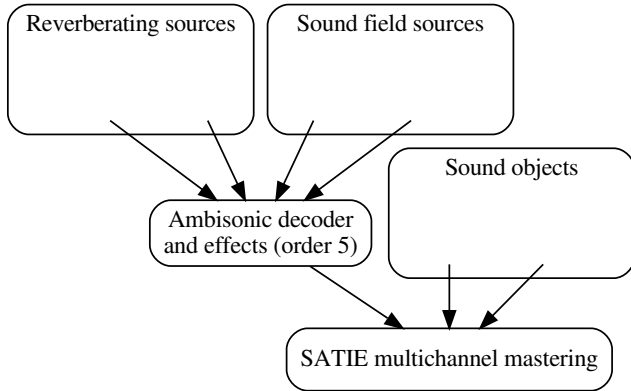 Reverberating sources
Sound field sources
Sound objects
Ambisonic decoder
and effects (order 5)
SATIE multichannel mastering